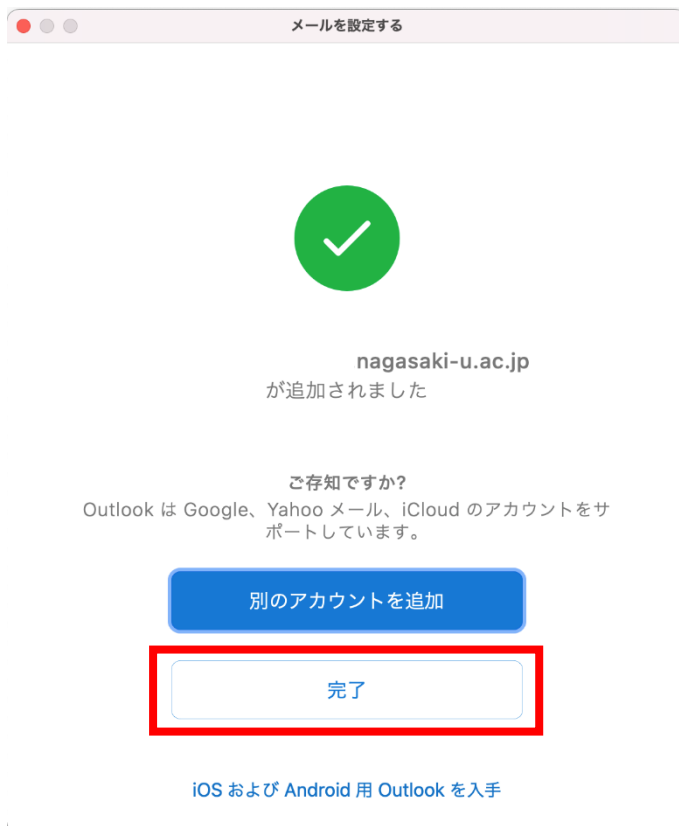 メールを設定する
nagasaki-u.ac.jp
が追加されました
ご存知ですか?
Outlook は Google、Yahoo メール、iCloud のアカウントをサ
ポートしています。
別のアカウントを追加
完了
iOS および Android 用 Outlook を入手